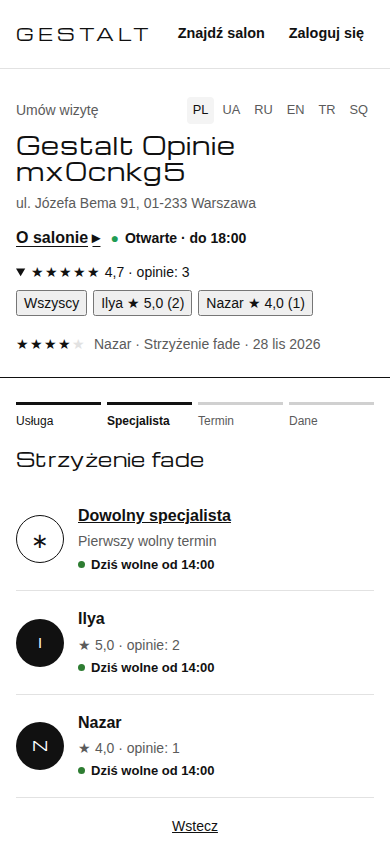 GESTALT Znajdź salon Zaloguj się
Umów wizytę PL UA RU EN TR SQ
Gestalt Opinie
mx0cnkg5
ul. Józefa Bema 91, 01-233 Warszawa
O salonie ▸ ● Otwarte · do 18:00
▼ ★★★★★ 4,7 · opinie: 3
Wszyscy Ilya ★ 5,0 (2) Nazar ★ 4,0 (1)
★★★★★ Nazar · Strzyżenie fade · 28 lis 2026
Usługa Specjalista Termin Dane
Strzyżenie fade
* Dowolny specjalista
Pierwszy wolny termin
● Dziś wolne od 14:00
I Ilya
★ 5,0 · opinie: 2
● Dziś wolne od 14:00
N Nazar
★ 4,0 · opinie: 1
● Dziś wolne od 14:00
Wstecz